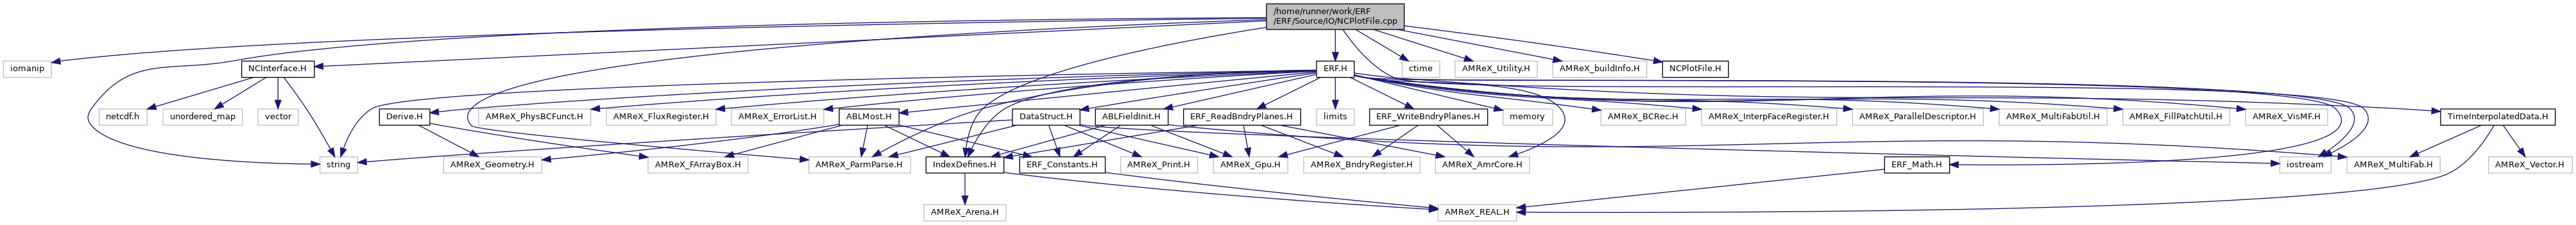 /home/runner/work/ERF
/ERF/Source/IO/NCPlotFile.cpp
iomanip
NCInterface.H
ERF.H
ctime
AMReX_Utility.H
AMReX_buildInfo.H
NCPlotFile.H
netcdf.h
unordered_map
vector
Derive.H
AMReX_PhysBCFunct.H
AMReX_FluxRegister.H
AMReX_ErrorList.H
ABLMost.H
DataStruct.H
ABLFieldInit.H
ERF_ReadBndryPlanes.H
limits
ERF_WriteBndryPlanes.H
memory
AMReX_BCRec.H
AMReX_InterpFaceRegister.H
AMReX_ParallelDescriptor.H
AMReX_MultiFabUtil.H
AMReX_FillPatchUtil.H
AMReX_VisMF.H
TimeInterpolatedData.H
string
AMReX_Geometry.H
AMReX_FArrayBox.H
AMReX_ParmParse.H
IndexDefines.H
ERF_Constants.H
AMReX_Print.H
AMReX_Gpu.H
AMReX_BndryRegister.H
AMReX_AmrCore.H
ERF_Math.H
iostream
AMReX_MultiFab.H
AMReX_Vector.H
AMReX_Arena.H
AMReX_REAL.H